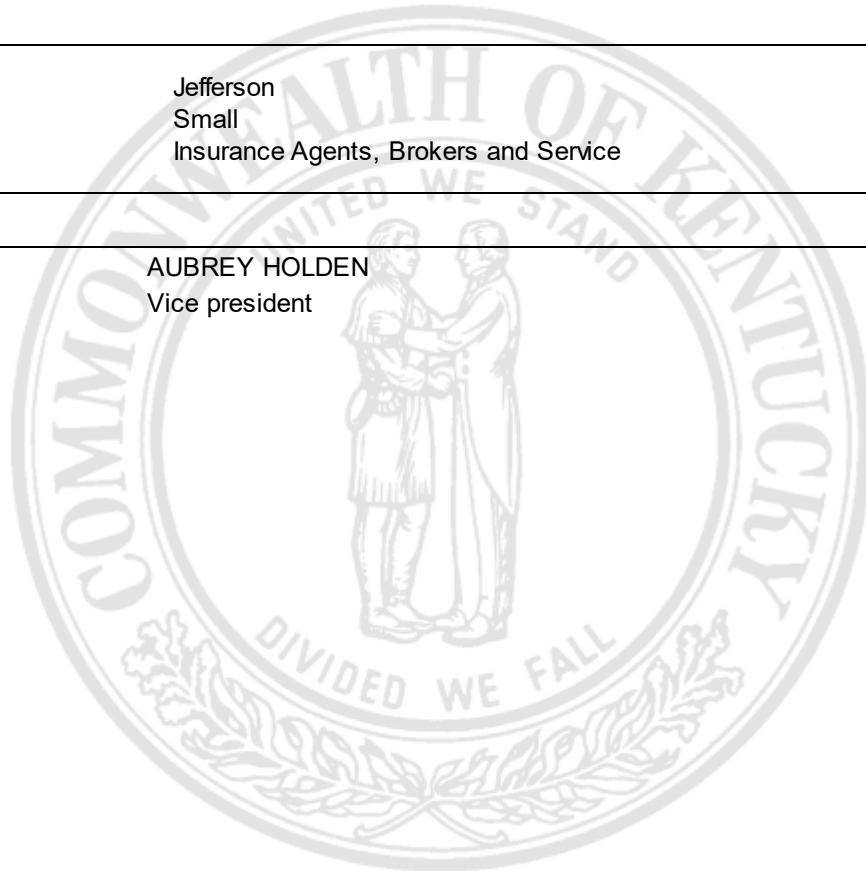 Jefferson
Small
Insurance Agents, Brokers and Service
AUBREY HOLDEN
Vice president
COMMONWEALTH OF KENTUCKY
UNITED WE STAND
DIVIDED WE FALL